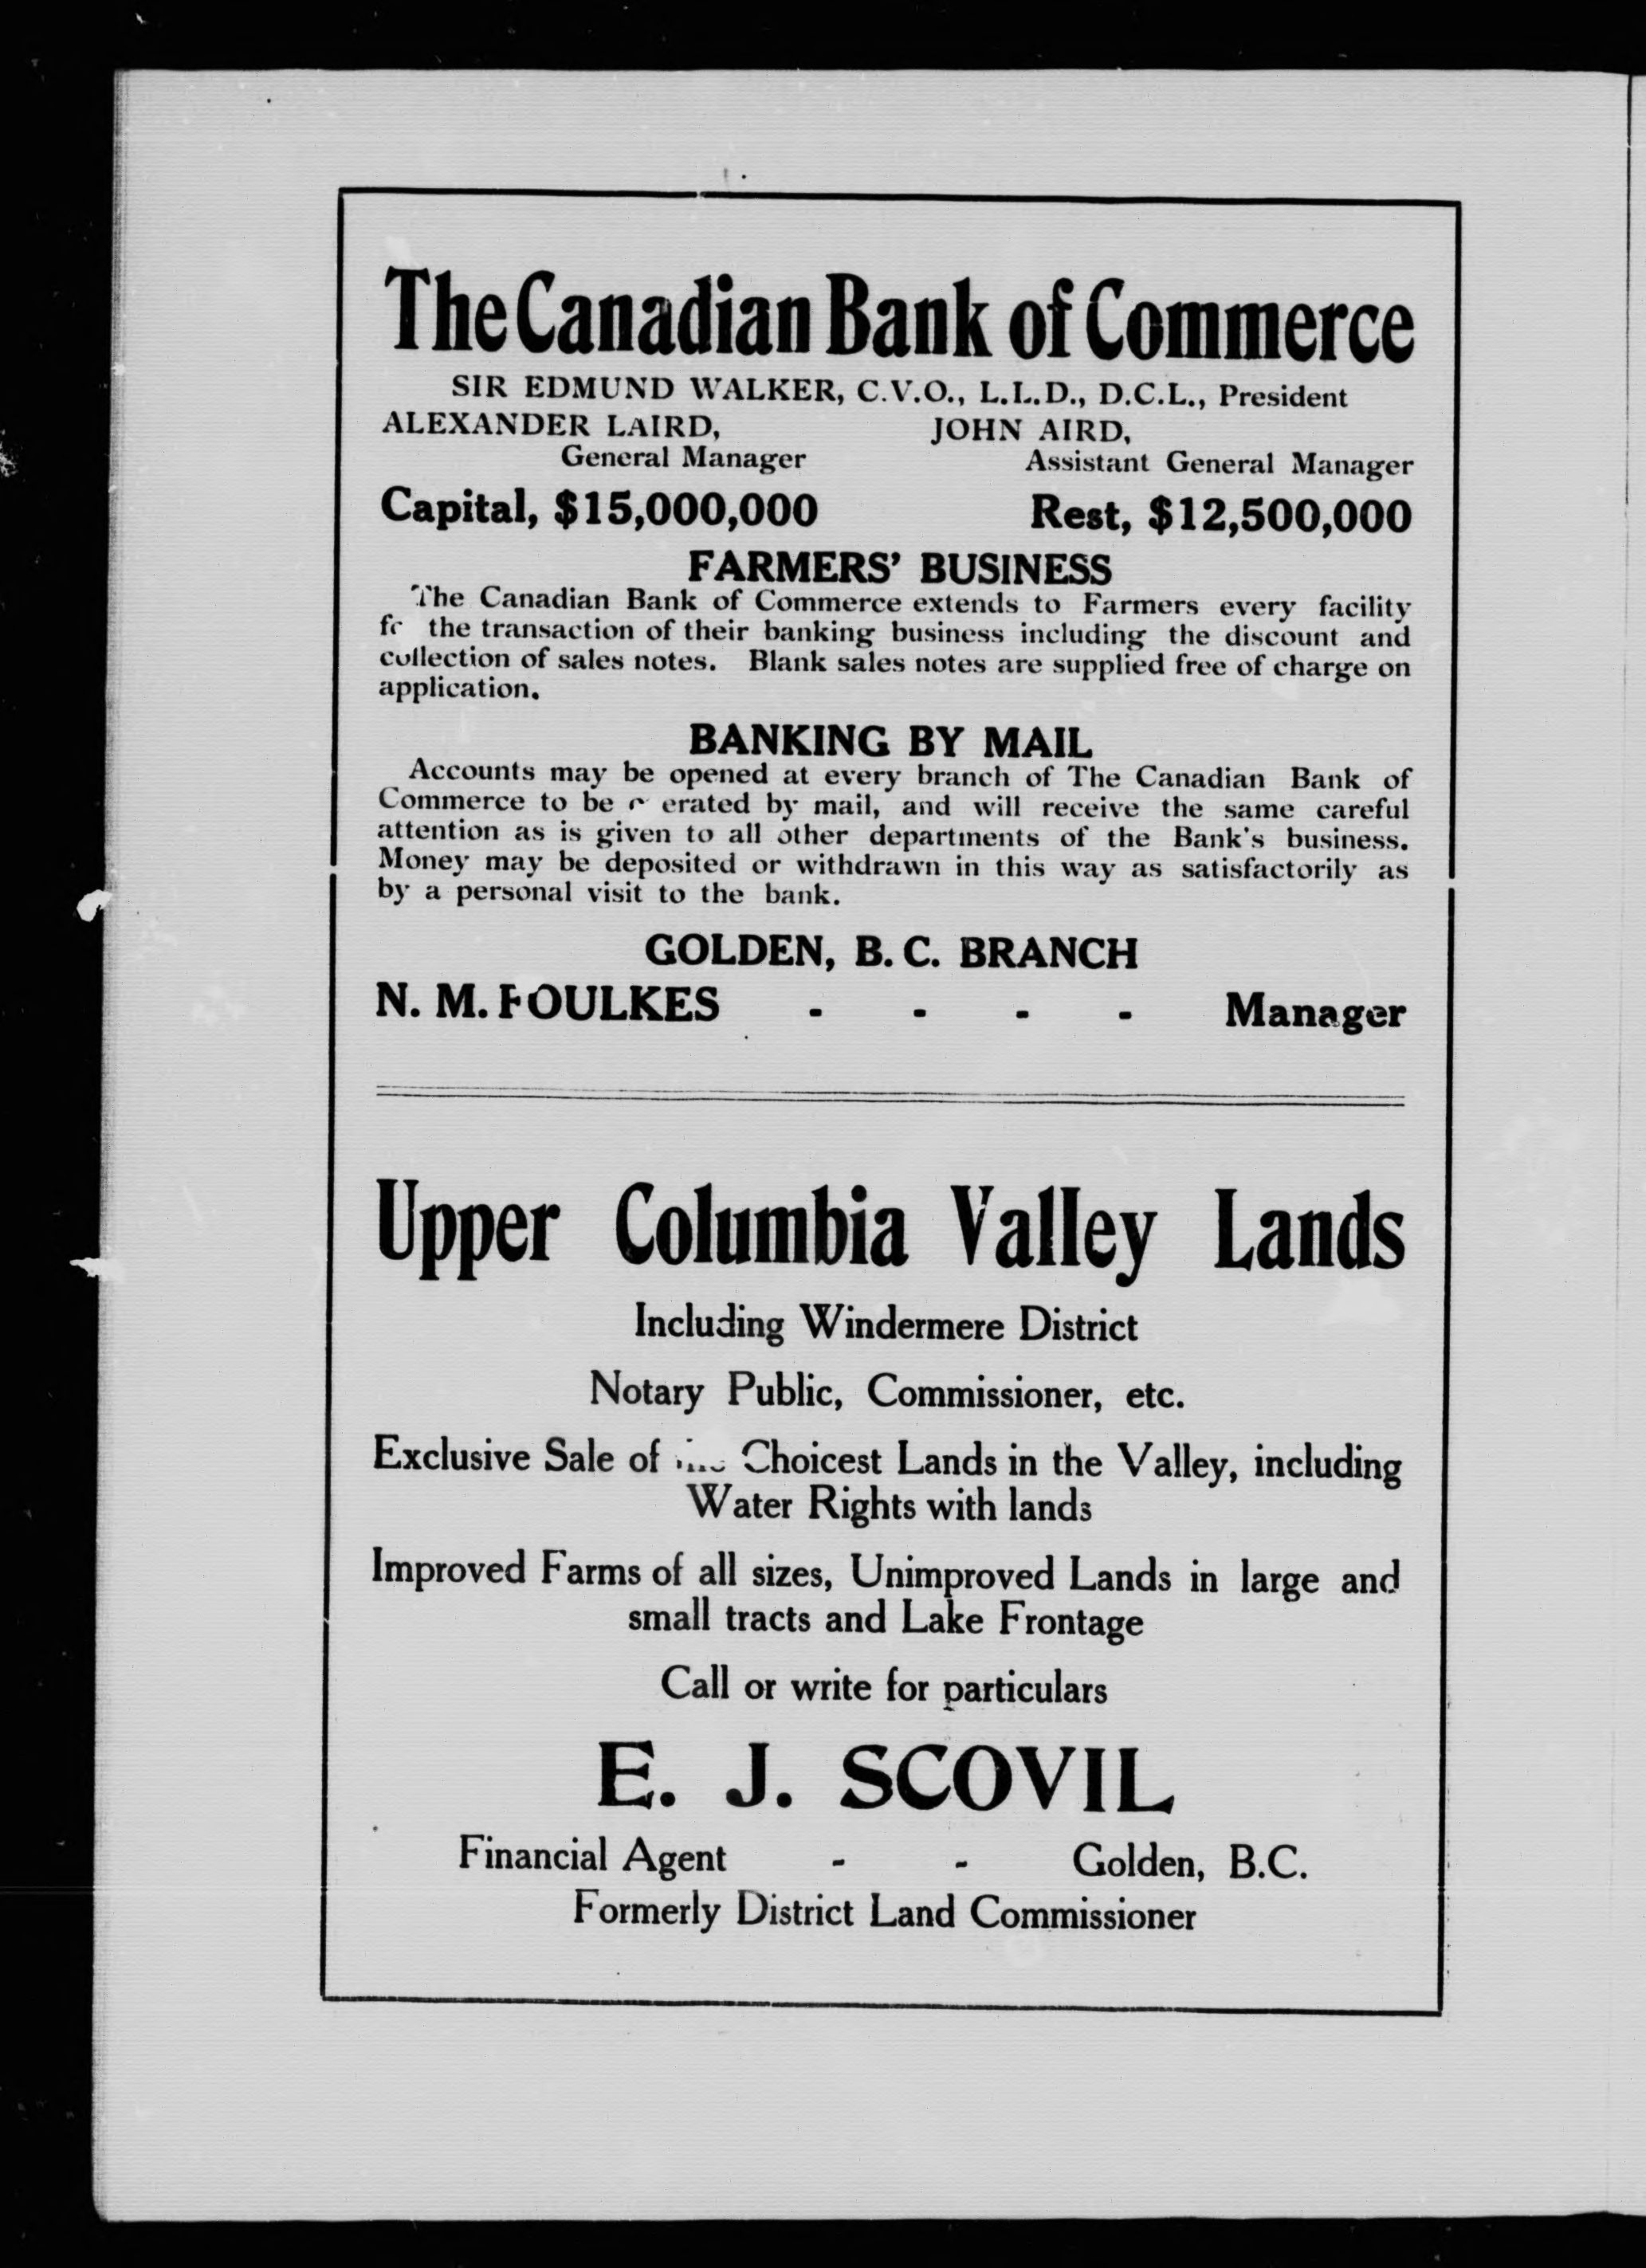 The Canadian Bank of Commerce
SIR EDMUND WALKER, C.V.O., L.L.D., D.C.L., President
ALEXANDER LAIRD, JOHN AIRD,
General Manager Assistant General Manager
Capital, $15,000,000 Rest, $12,500,000
FARMERS' BUSINESS
The Canadian Bank of Commerce extends to Farmers every facility
the transaction of their banking business including the discount and
collection of sales notes. Blank sales notes are supplied free of charge on
application.
BANKING BY MAIL
Accounts may be opened at every branch of The Canadian Bank of
Commerce to be erated by mail, and will receive the same careful
attention as is given to all other departments of the Bank's business.
Money may be deposited or withdrawn in this way as satisfactorily as
by a personal visit to the bank.
GOLDEN, B. C. BRANCH
N. M. FOULKES - - - - Manager
Upper Columbia Valley Lands
Including Windermere District
Notary Public, Commissioner, etc.
Exclusive Sale of Choicest Lands in the Valley, including
Water Rights with lands
Improved Farms of all sizes, Unimproved Lands in large and
small tracts and Lake Frontage
Call or write for particulars
E. J. SCOVIL
Financial Agent - - Golden, B.C.
Formerly District Land Commissioner